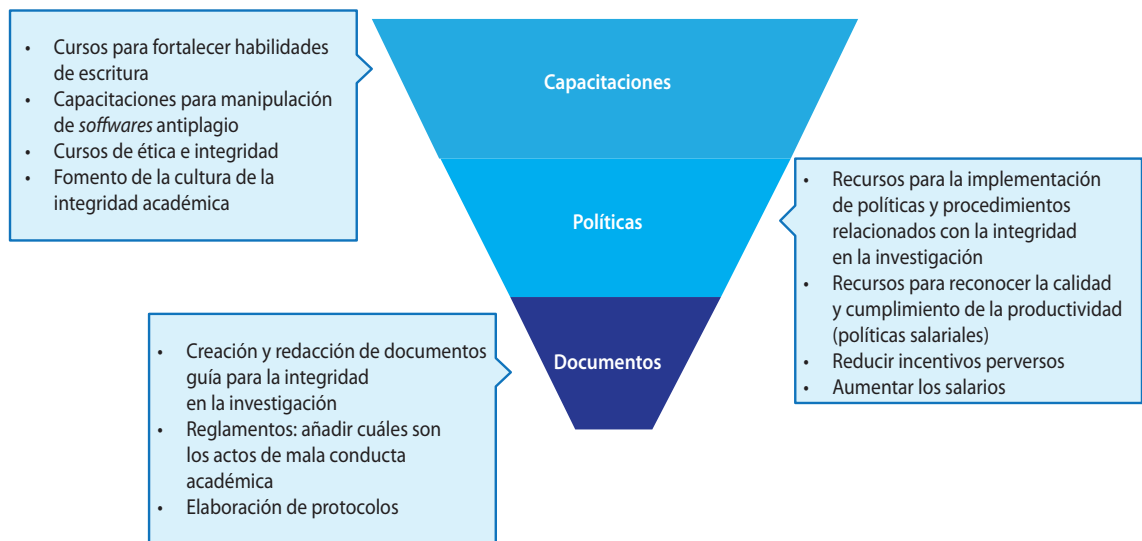 • Cursos para fortalecer habilidades
de escritura
• Capacitaciones para manipulación
de soffwares antiplagio
• Cursos de ética e integridad
• Fomento de la cultura de la
integridad académica
Capacitaciones
Políticas
• Recursos para la implementación
de políticas y procedimientos
relacionados con la integridad
en la investigación
• Recursos para reconocer la calidad
y cumplimiento de la productividad
(políticas salariales)
• Reducir incentivos perversos
• Aumentar los salarios
Documentos
• Creación y redacción de documentos
guía para la integridad
en la investigación
• Reglamentos: añadir cuáles son
los actos de mala conducta
académica
• Elaboración de protocolos